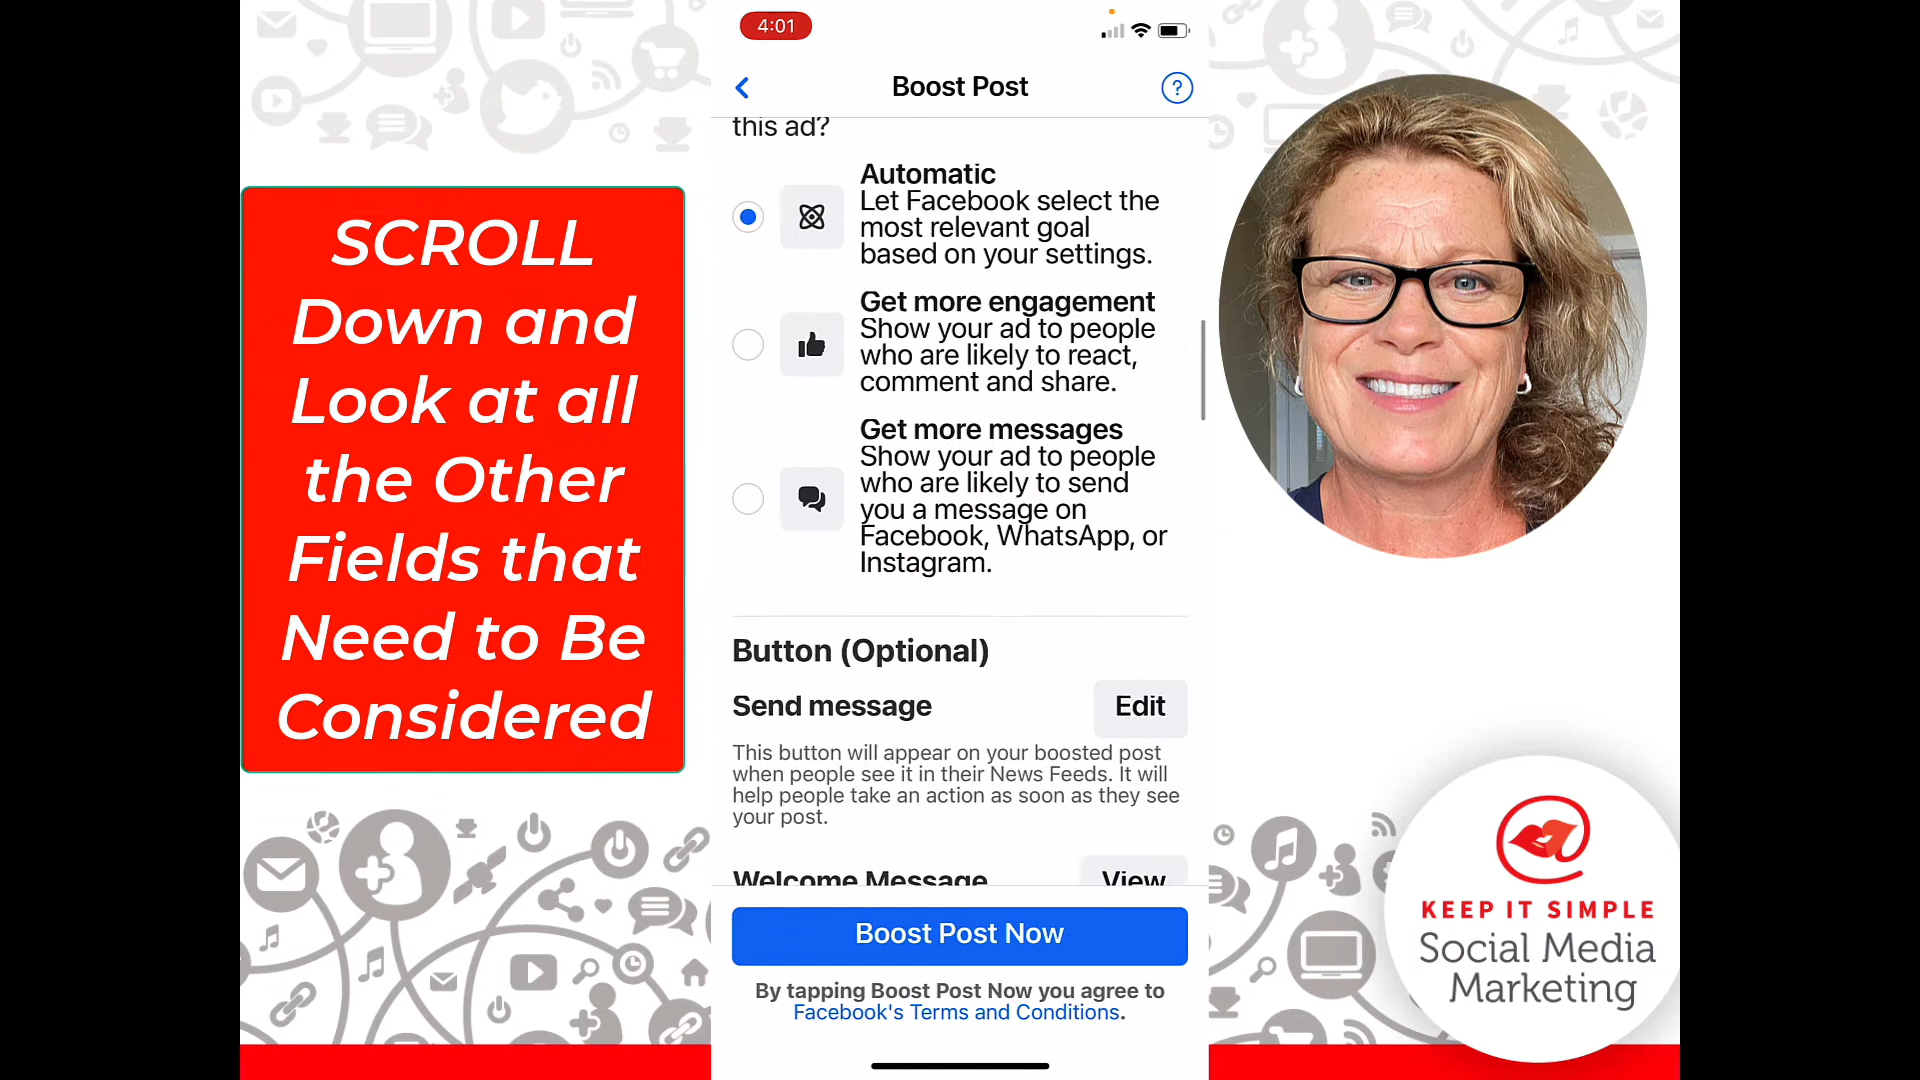 SCROLL
Down and
Look at all
the Other
Fields that
Need to Be
Considered
4:01
Boost Post
?
this ad?
Automatic
Let Facebook select the
most relevant goal
based on your settings.
Get more engagement
Show your ad to people
who are likely to react,
comment and share.
Get more messages
Show your ad to people
who are likely to send
you a message on
Facebook, WhatsApp, or
Instagram.
Button (Optional)
Send message
Edit
This button will appear on your boosted post
when people see it in their News Feeds. It will
help people take an action as soon as they see
your post.
Welcome Message
View
Boost Post Now
By tapping Boost Post Now you agree to
Facebook's Terms and Conditions.
KEEP IT SIMPLE
Social Media
Marketing